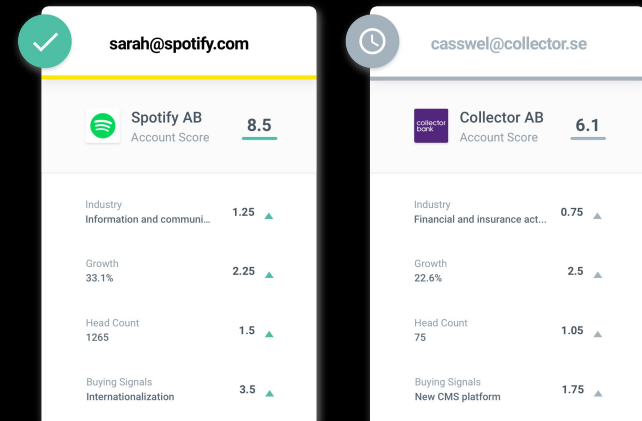 sarah@spotify.com
Spotify AB
Account Score
8.5
Industry
Information and communi...
1.25
Growth
33.1%
2.25
Head Count
1265
1.5
Buying Signals
Internationalization
3.5
casswel@collector.se
collector
bank
Collector AB
Account Score
6.1
Industry
Financial and insurance act...
0.75
Growth
22.6%
2.5
Head Count
75
1.05
Buying Signals
New CMS platform
1.75